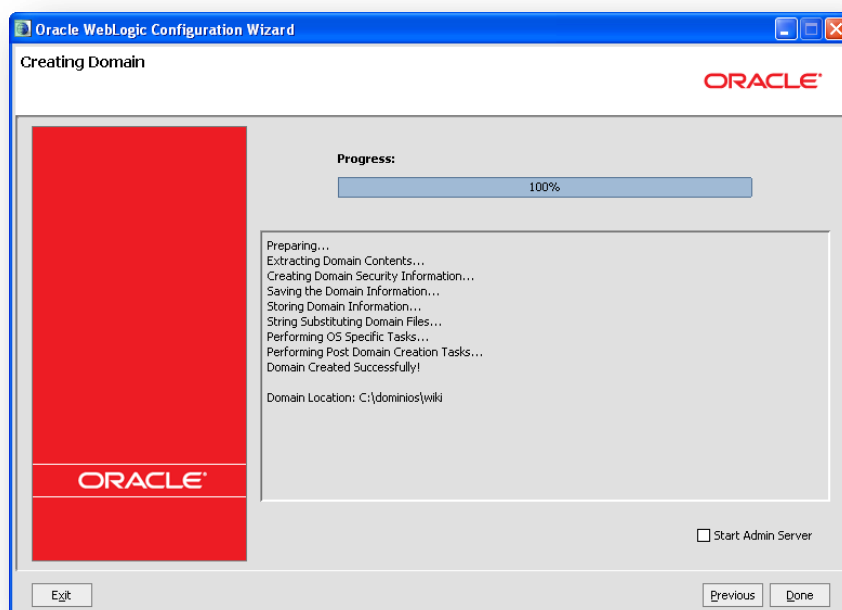 Oracle WebLogic Configuration Wizard
Creating Domain
ORACLE
Progress:
100%
Preparing...
Extracting Domain Contents...
Creating Domain Security Information...
Saving the Domain Information...
Storing Domain Information...
String Substituting Domain Files...
Performing OS Specific Tasks...
Performing Post Domain Creation Tasks...
Domain Created Successfully!
Domain Location: C:\dominios\wiki
ORACLE
Start Admin Server
Exit
Previous
Done